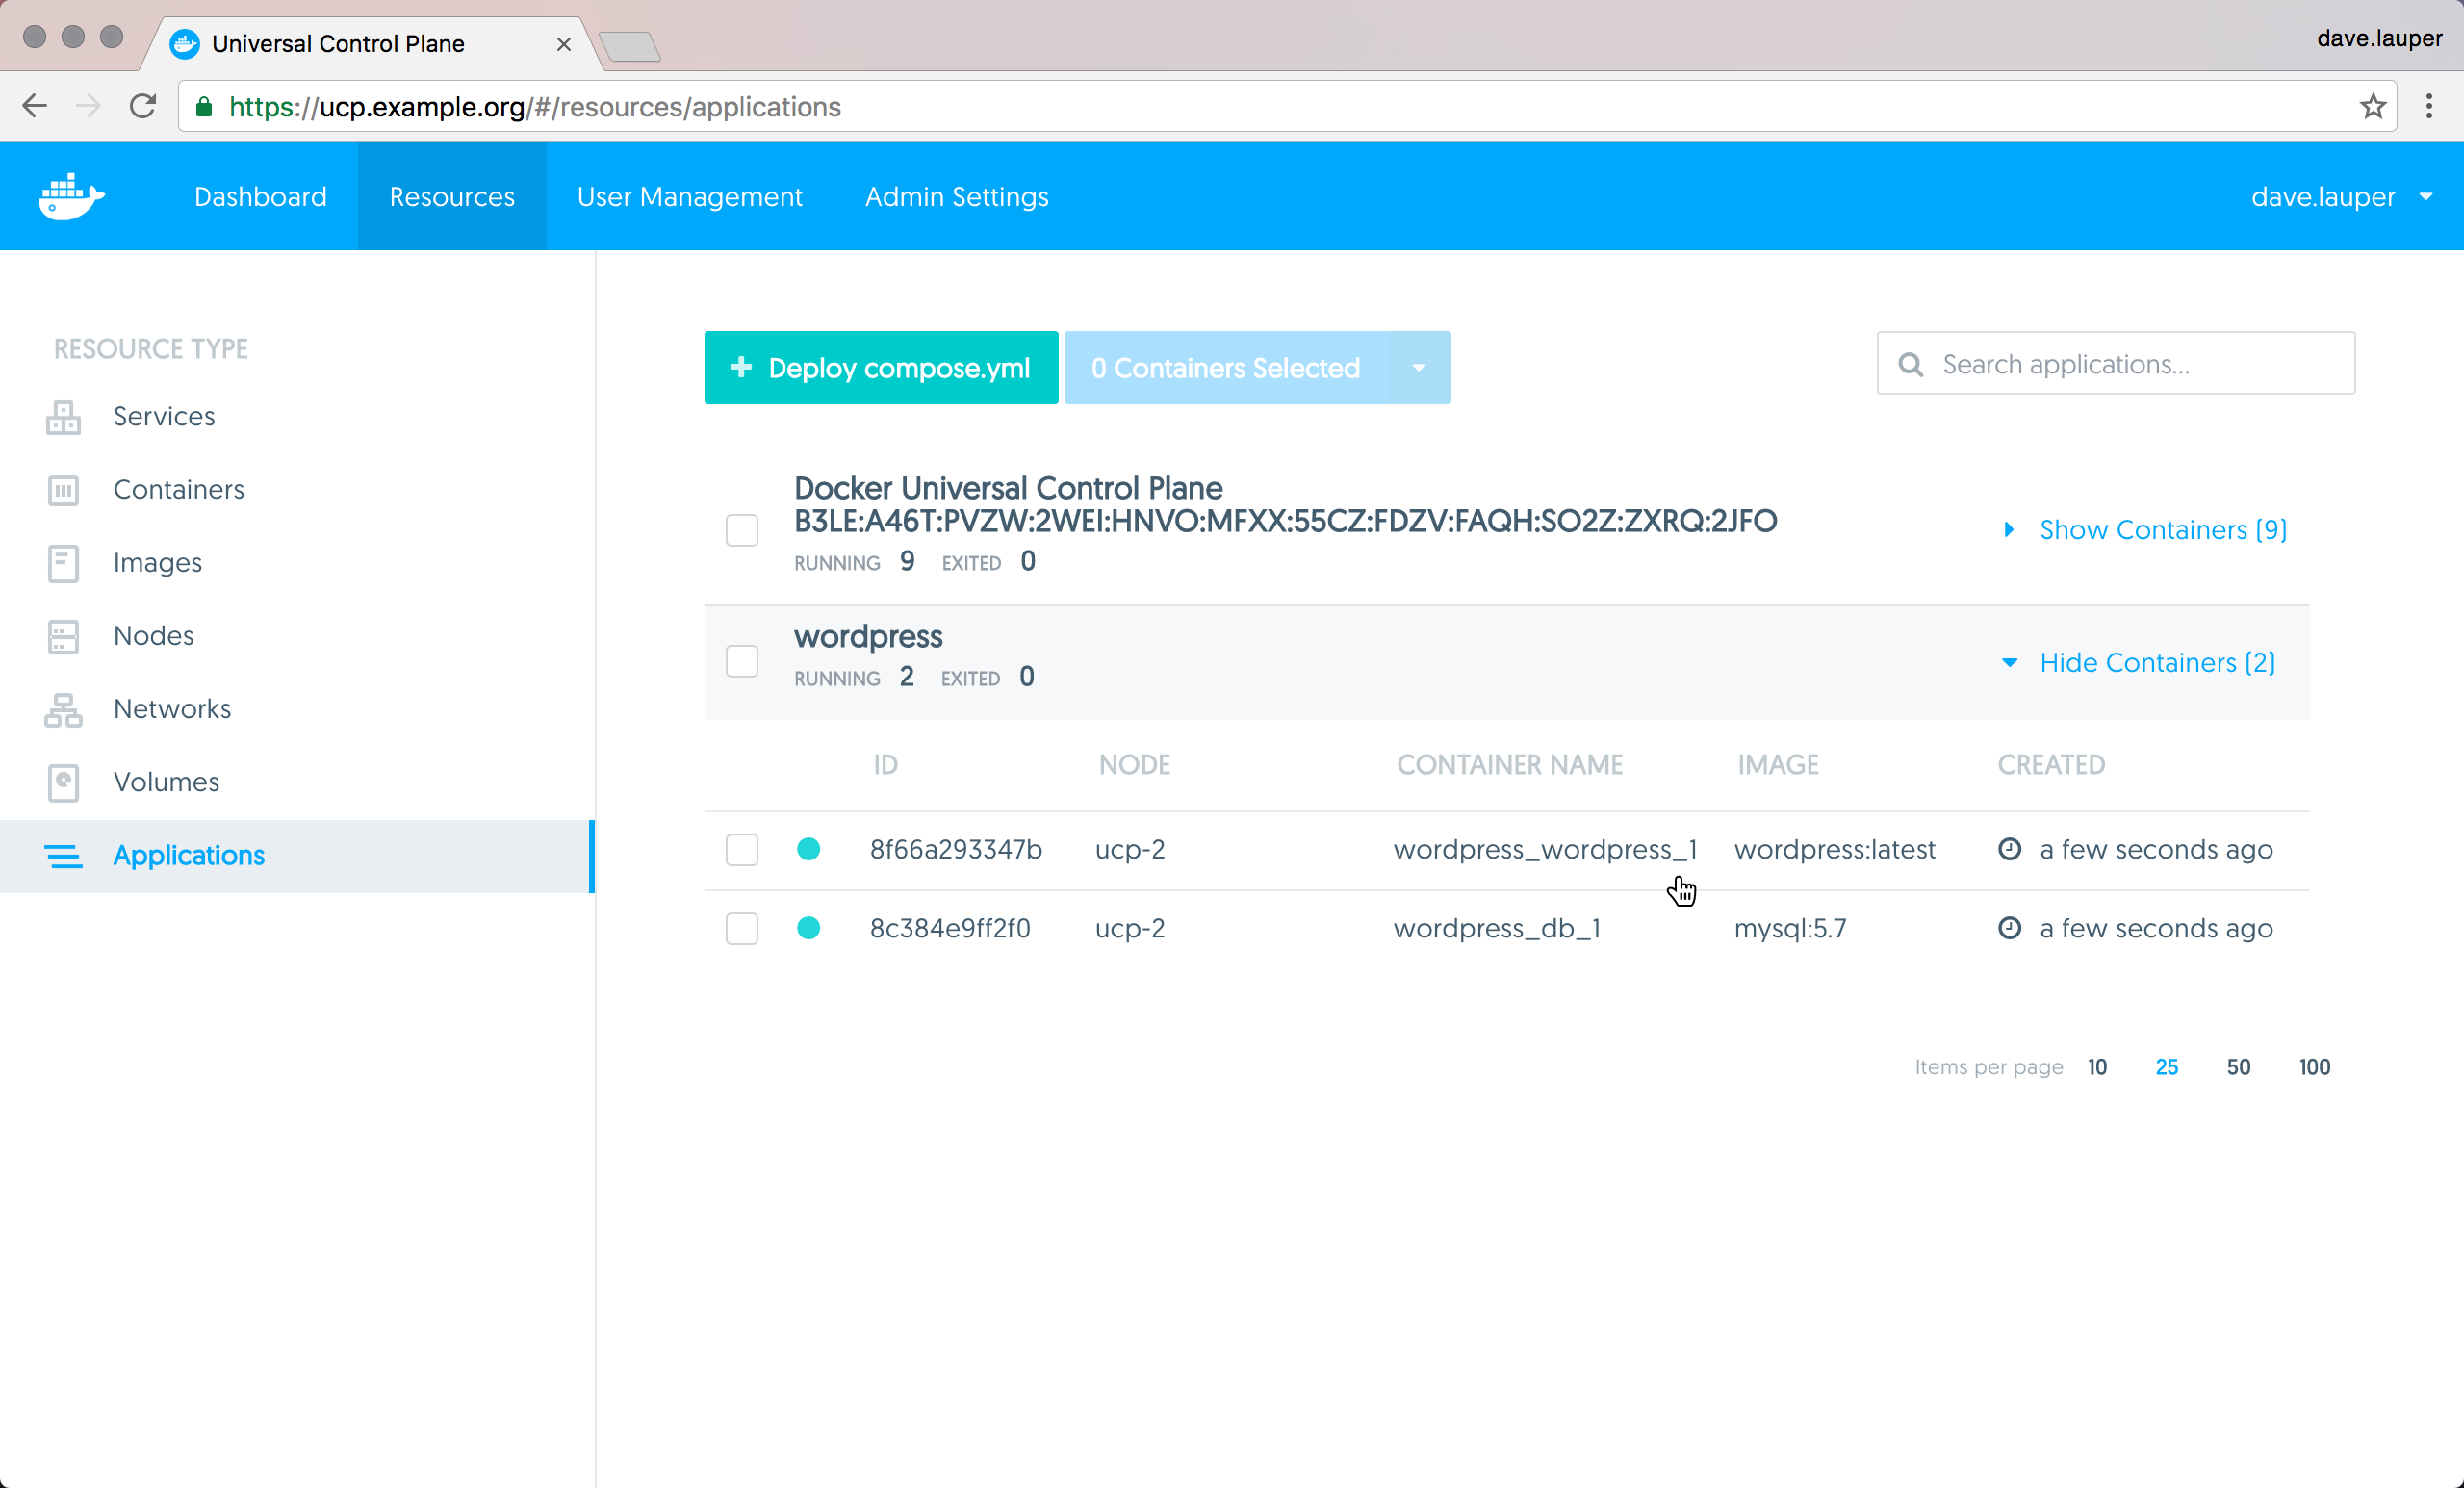 Universal Control Plane
dave.lauper
https://ucp.example.org/#/resources/applications
Dashboard Resources User Management Admin Settings dave.lauper
RESOURCE TYPE
Services
Containers
Images
Nodes
Networks
Volumes
Applications
Deploy compose.yml 0 Containers Selected Search applications...
Docker Universal Control Plane
B3LE:A46T:PVZW:2WEI:HNVO:MFXX:55CZ:FDZV:FAQH:SO2Z:ZXRQ:2JFO
RUNNING 9 EXITED 0
Show Containers (9)
wordpress
RUNNING 2 EXITED 0
Hide Containers (2)
ID NODE CONTAINER NAME IMAGE CREATED
8f66a293347b ucp-2 wordpress_wordpress_1 wordpress:latest a few seconds ago
8c384e9ff2f0 ucp-2 wordpress_db_1 mysql:5.7 a few seconds ago
Items per page 10 25 50 100